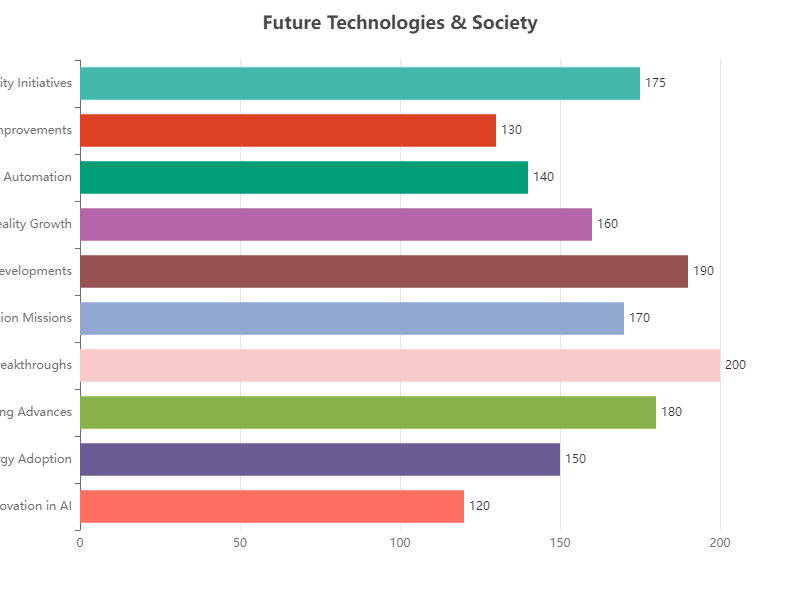 Future Technologies & Society
ity Initiatives 175
mprovements 130
Automation 140
eality Growth 160
evelopments 190
tion Missions 170
eakthroughs 200
ng Advances 180
gy Adoption 150
ovation in AI 120
0 50 100 150 200